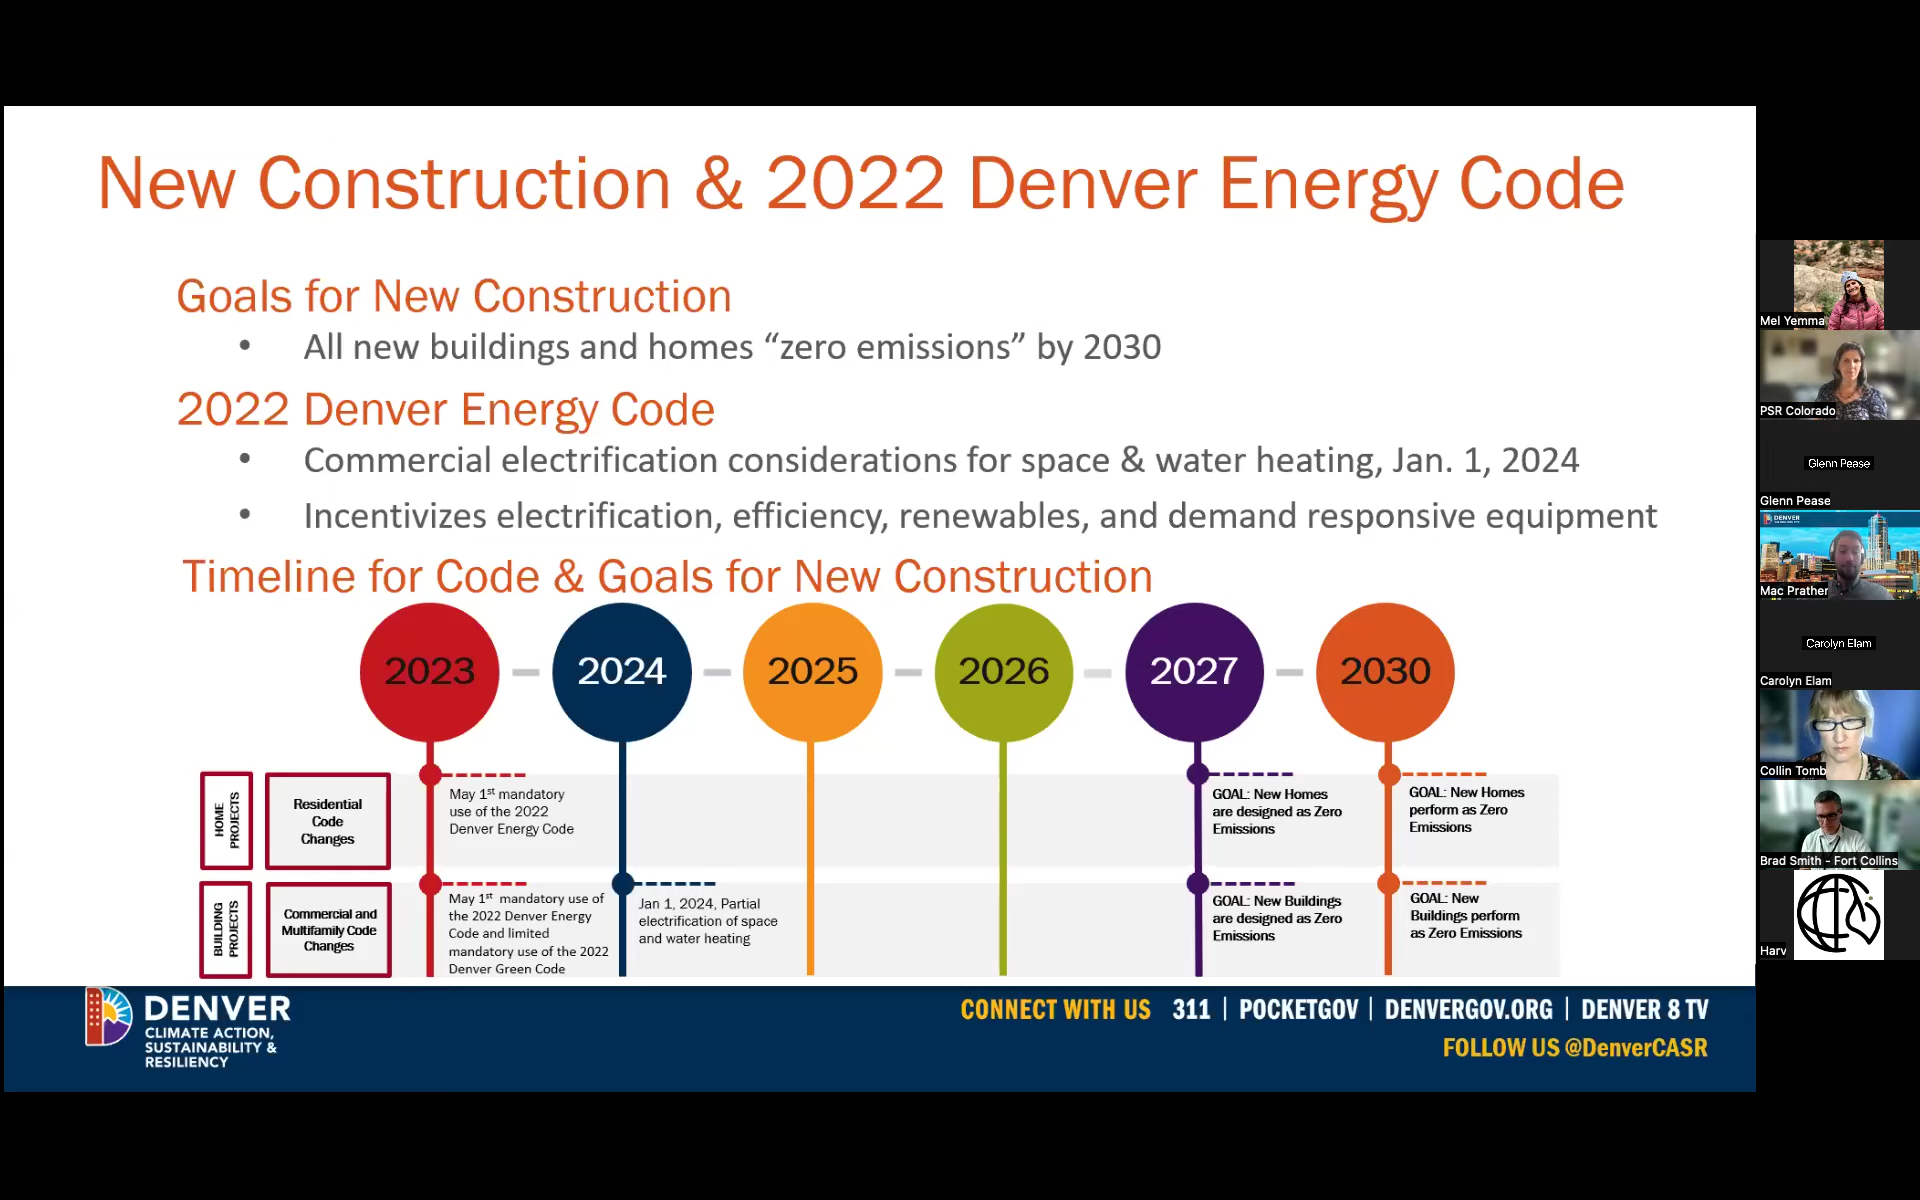 New Construction & 2022 Denver Energy Code
Goals for New Construction
• All new buildings and homes “zero emissions” by 2030
2022 Denver Energy Code
• Commercial electrification considerations for space & water heating, Jan. 1, 2024
• Incentivizes electrification, efficiency, renewables, and demand responsive equipment
Timeline for Code & Goals for New Construction
2023
2024
2025
2026
2027
2030
HOME
PROJECTS
Residential
Code
Changes
May 1st mandatory
use of the 2022
Denver Energy Code
GOAL: New Homes
are designed as Zero
Emissions
GOAL: New Homes
perform as Zero
Emissions
BUILDING
PROJECTS
Commercial and
Multifamily Code
Changes
May 1st mandatory use of
the 2022 Denver Energy
Code and limited
mandatory use of the 2022
Denver Green Code
Jan 1, 2024, Partial
electrification of space
and water heating
GOAL: New Buildings
are designed as Zero
Emissions
GOAL: New
Buildings perform
as Zero Emissions
DENVER
CLIMATE ACTION,
SUSTAINABILITY &
RESILIENCY
CONNECT WITH US 311 | POCKETGOV | DENVERGOV.ORG | DENVER 8 TV
FOLLOW US @DenverCASR
Mel Yemma
PSR Colorado
Glenn Pease
Glenn Pease
DENVER
Mac Prather
Carolyn Elam
Carolyn Elam
Collin Tomb
Brad Smith - Fort Collins
Harv